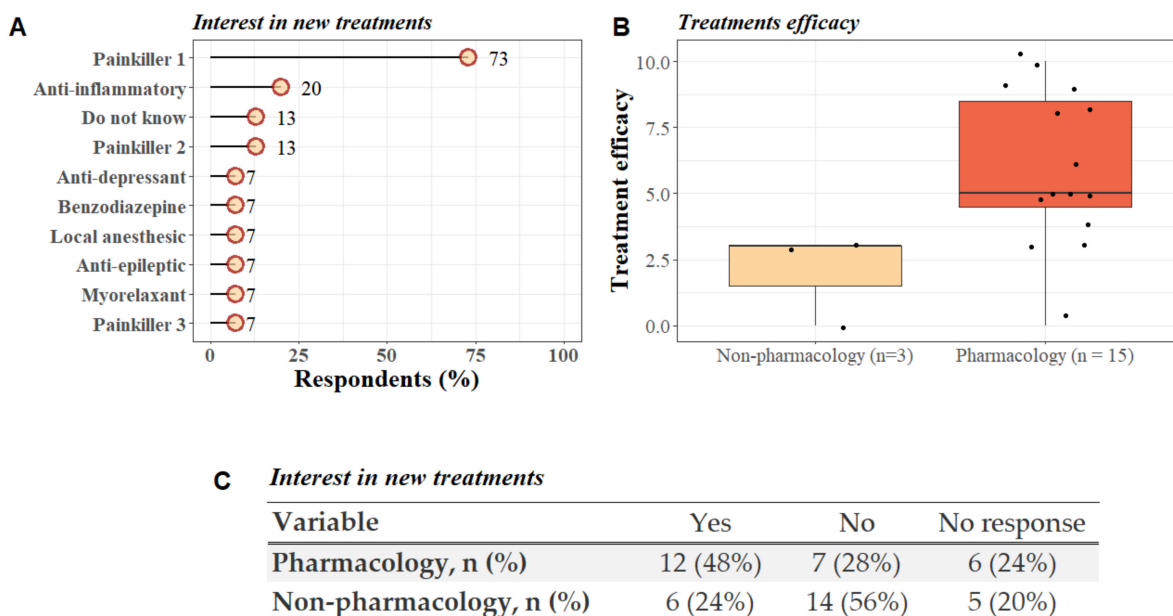 A
Interest in new treatments
Painkiller 1
73
Anti-inflammatory
20
Do not know
13
Painkiller 2
13
Anti-depressant
7
Benzodiazepine
7
Local anesthesic
7
Anti-epileptic
7
Myorelaxant
7
Painkiller 3
7
0 25 50 75 100
Respondents (%)
B
Treatments efficacy
Treatment efficacy
10.0
7.5
5.0
2.5
0.0
Non-pharmacology (n=3) Pharmacology (n = 15)
C Interest in new treatments
Variable Yes No No response
Pharmacology, n (%) 12 (48%) 7 (28%) 6 (24%)
Non-pharmacology, n (%) 6 (24%) 14 (56%) 5 (20%)